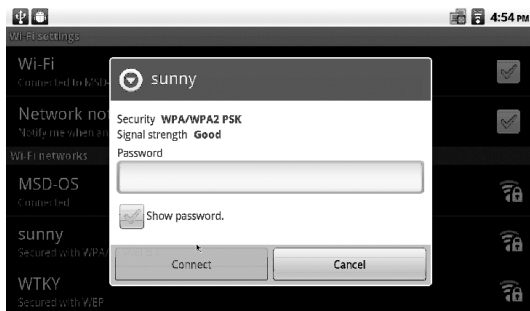 4:54 PM
Wi-Fi settings
Wi-Fi
Connected to MSD-
Network no
Notify me when an
Wi-Fi networks
MSD-OS
Connected
sunny
Secured with WPA/
WTKY
Secured with WEP
sunny
Security WPA/WPA2 PSK
Signal strength Good
Password
Show password.
Connect
Cancel